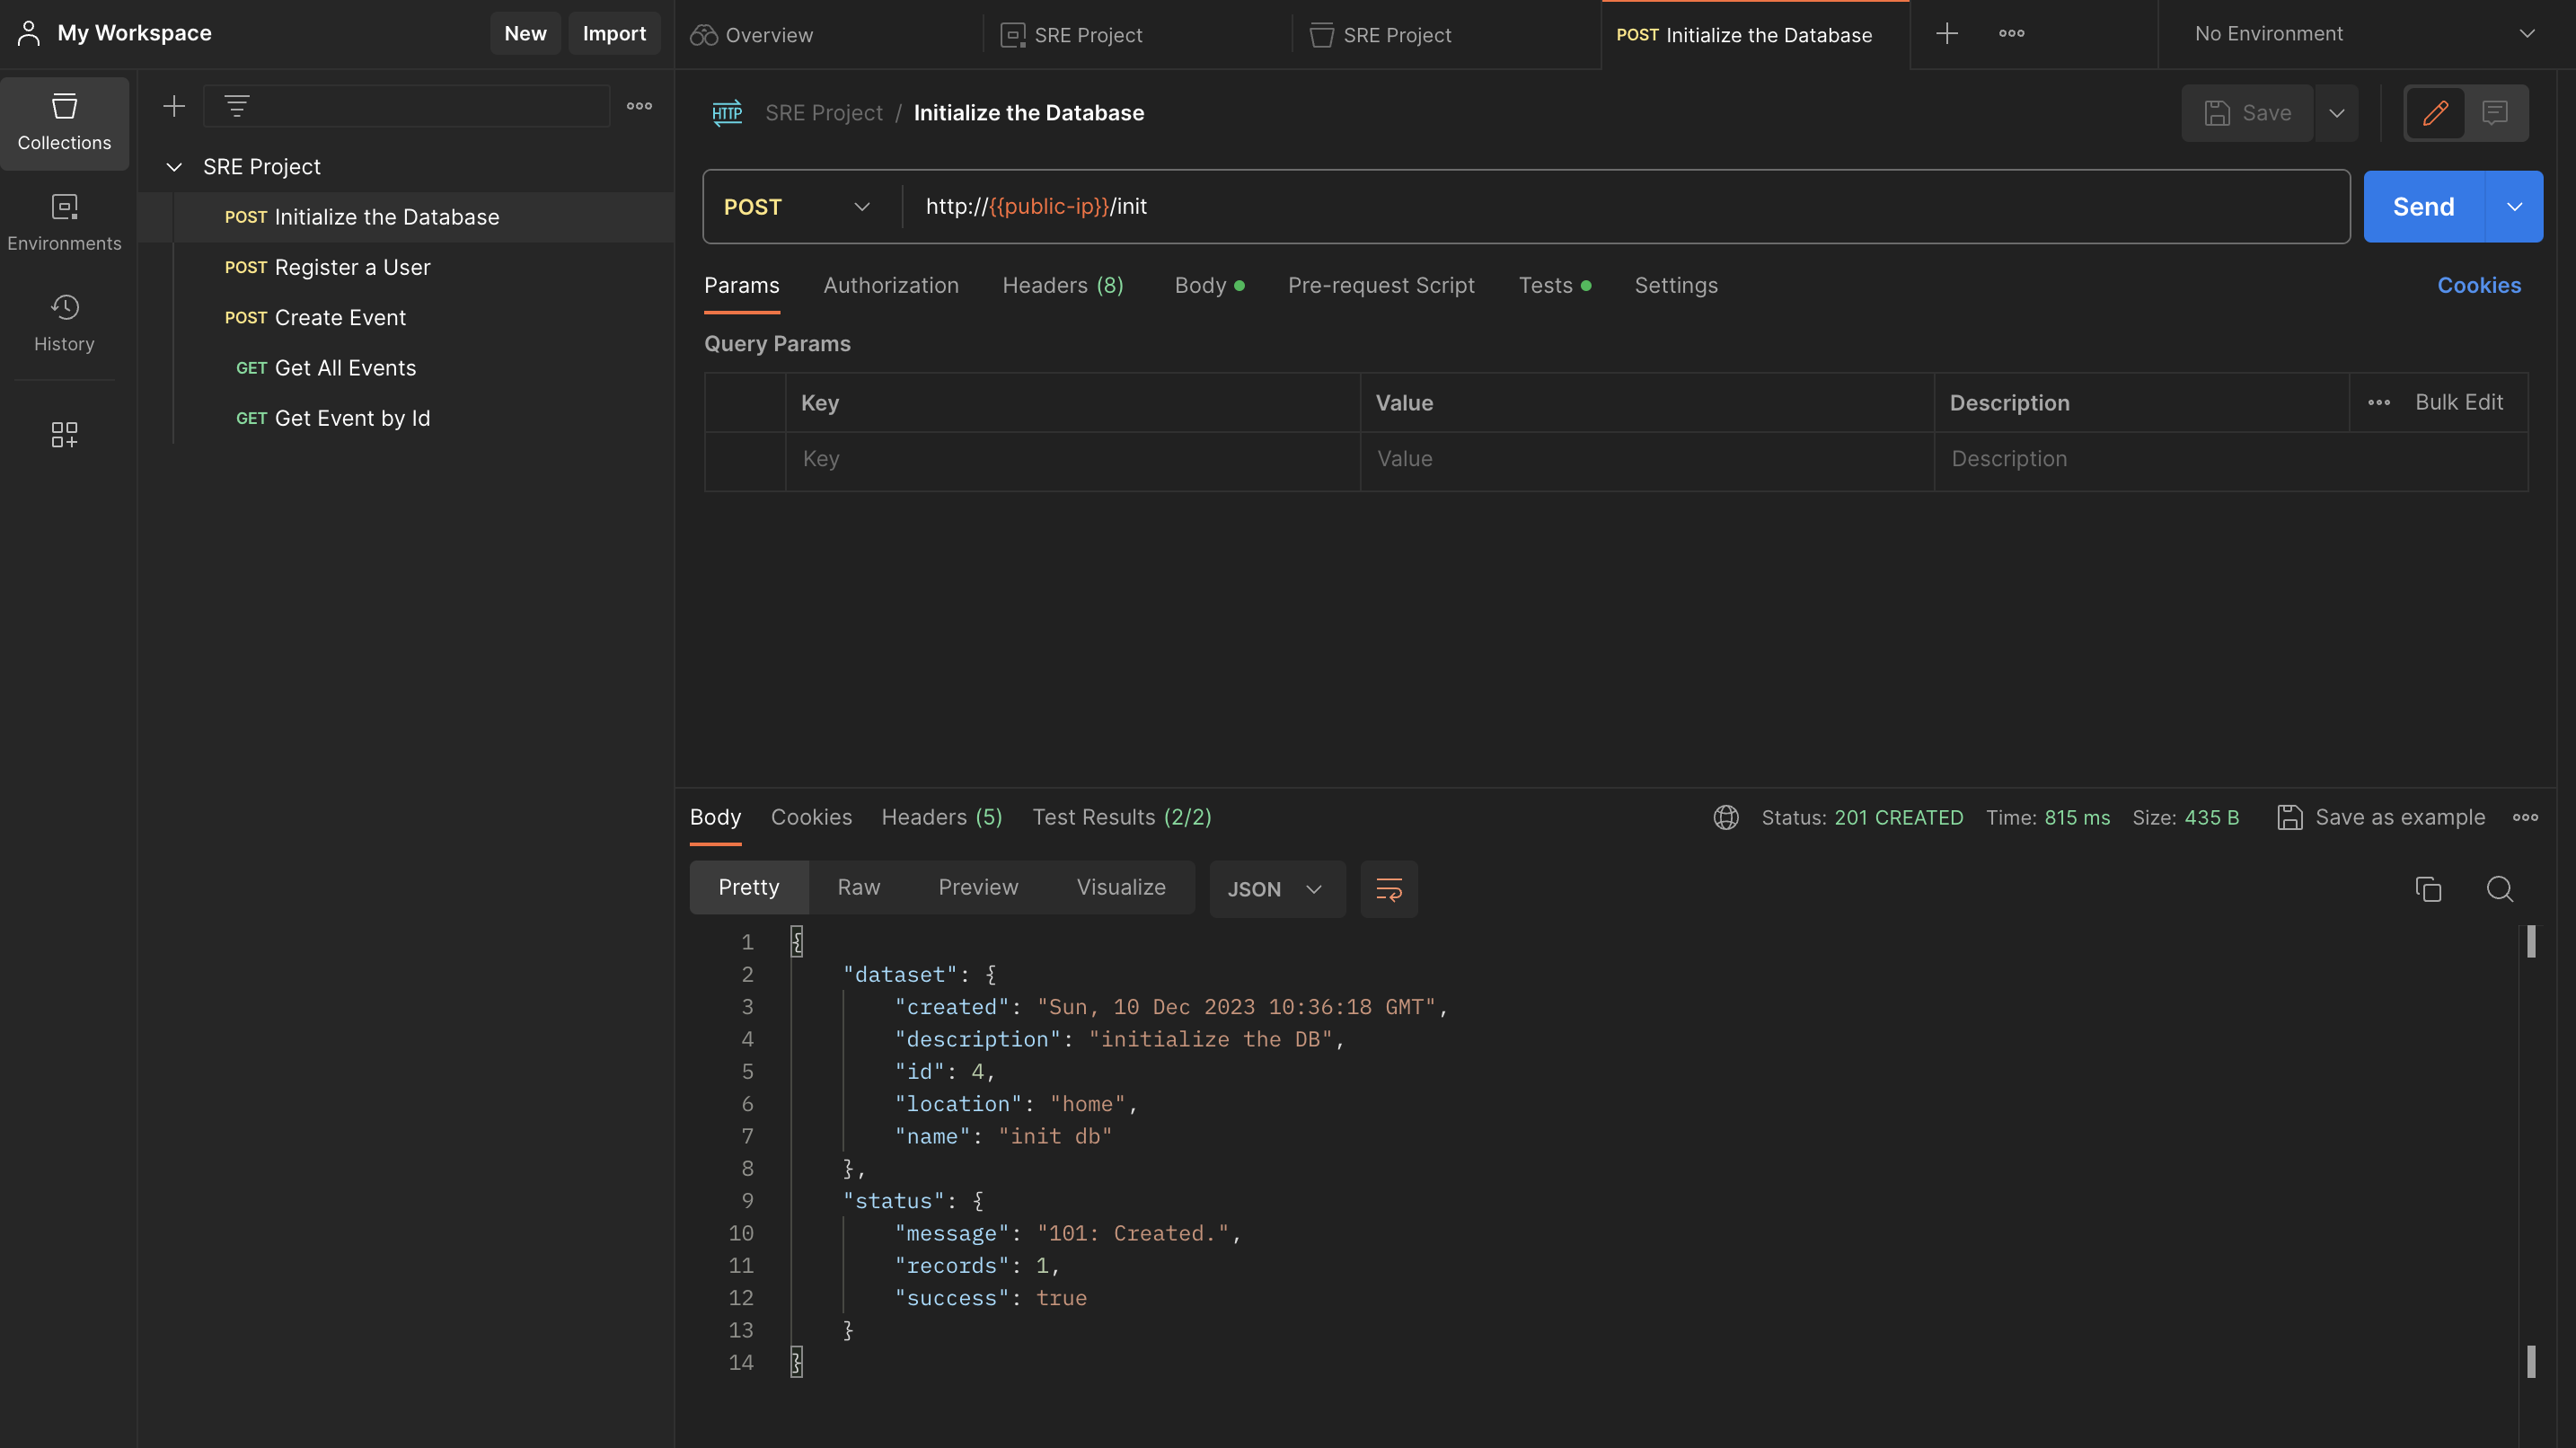 My Workspace
New
Import
Overview
SRE Project
SRE Project
POST Initialize the Database
No Environment
Collections
Environments
History
SRE Project
POST Initialize the Database
POST Register a User
POST Create Event
GET Get All Events
GET Get Event by Id
HTTP SRE Project / Initialize the Database
Save
POST
http://{{public-ip}}/init
Send
Params Authorization Headers (8) Body Pre-request Script Tests Settings Cookies
Query Params
Key Value Description Bulk Edit
Key Value Description
Body Cookies Headers (5) Test Results (2/2)
Status: 201 CREATED Time: 815 ms Size: 435 B Save as example
Pretty Raw Preview Visualize JSON
1 {
2 "dataset": {
3 "created": "Sun, 10 Dec 2023 10:36:18 GMT",
4 "description": "initialize the DB",
5 "id": 4,
6 "location": "home",
7 "name": "init db"
8 },
9 "status": {
10 "message": "101: Created.",
11 "records": 1,
12 "success": true
13 }
14 }